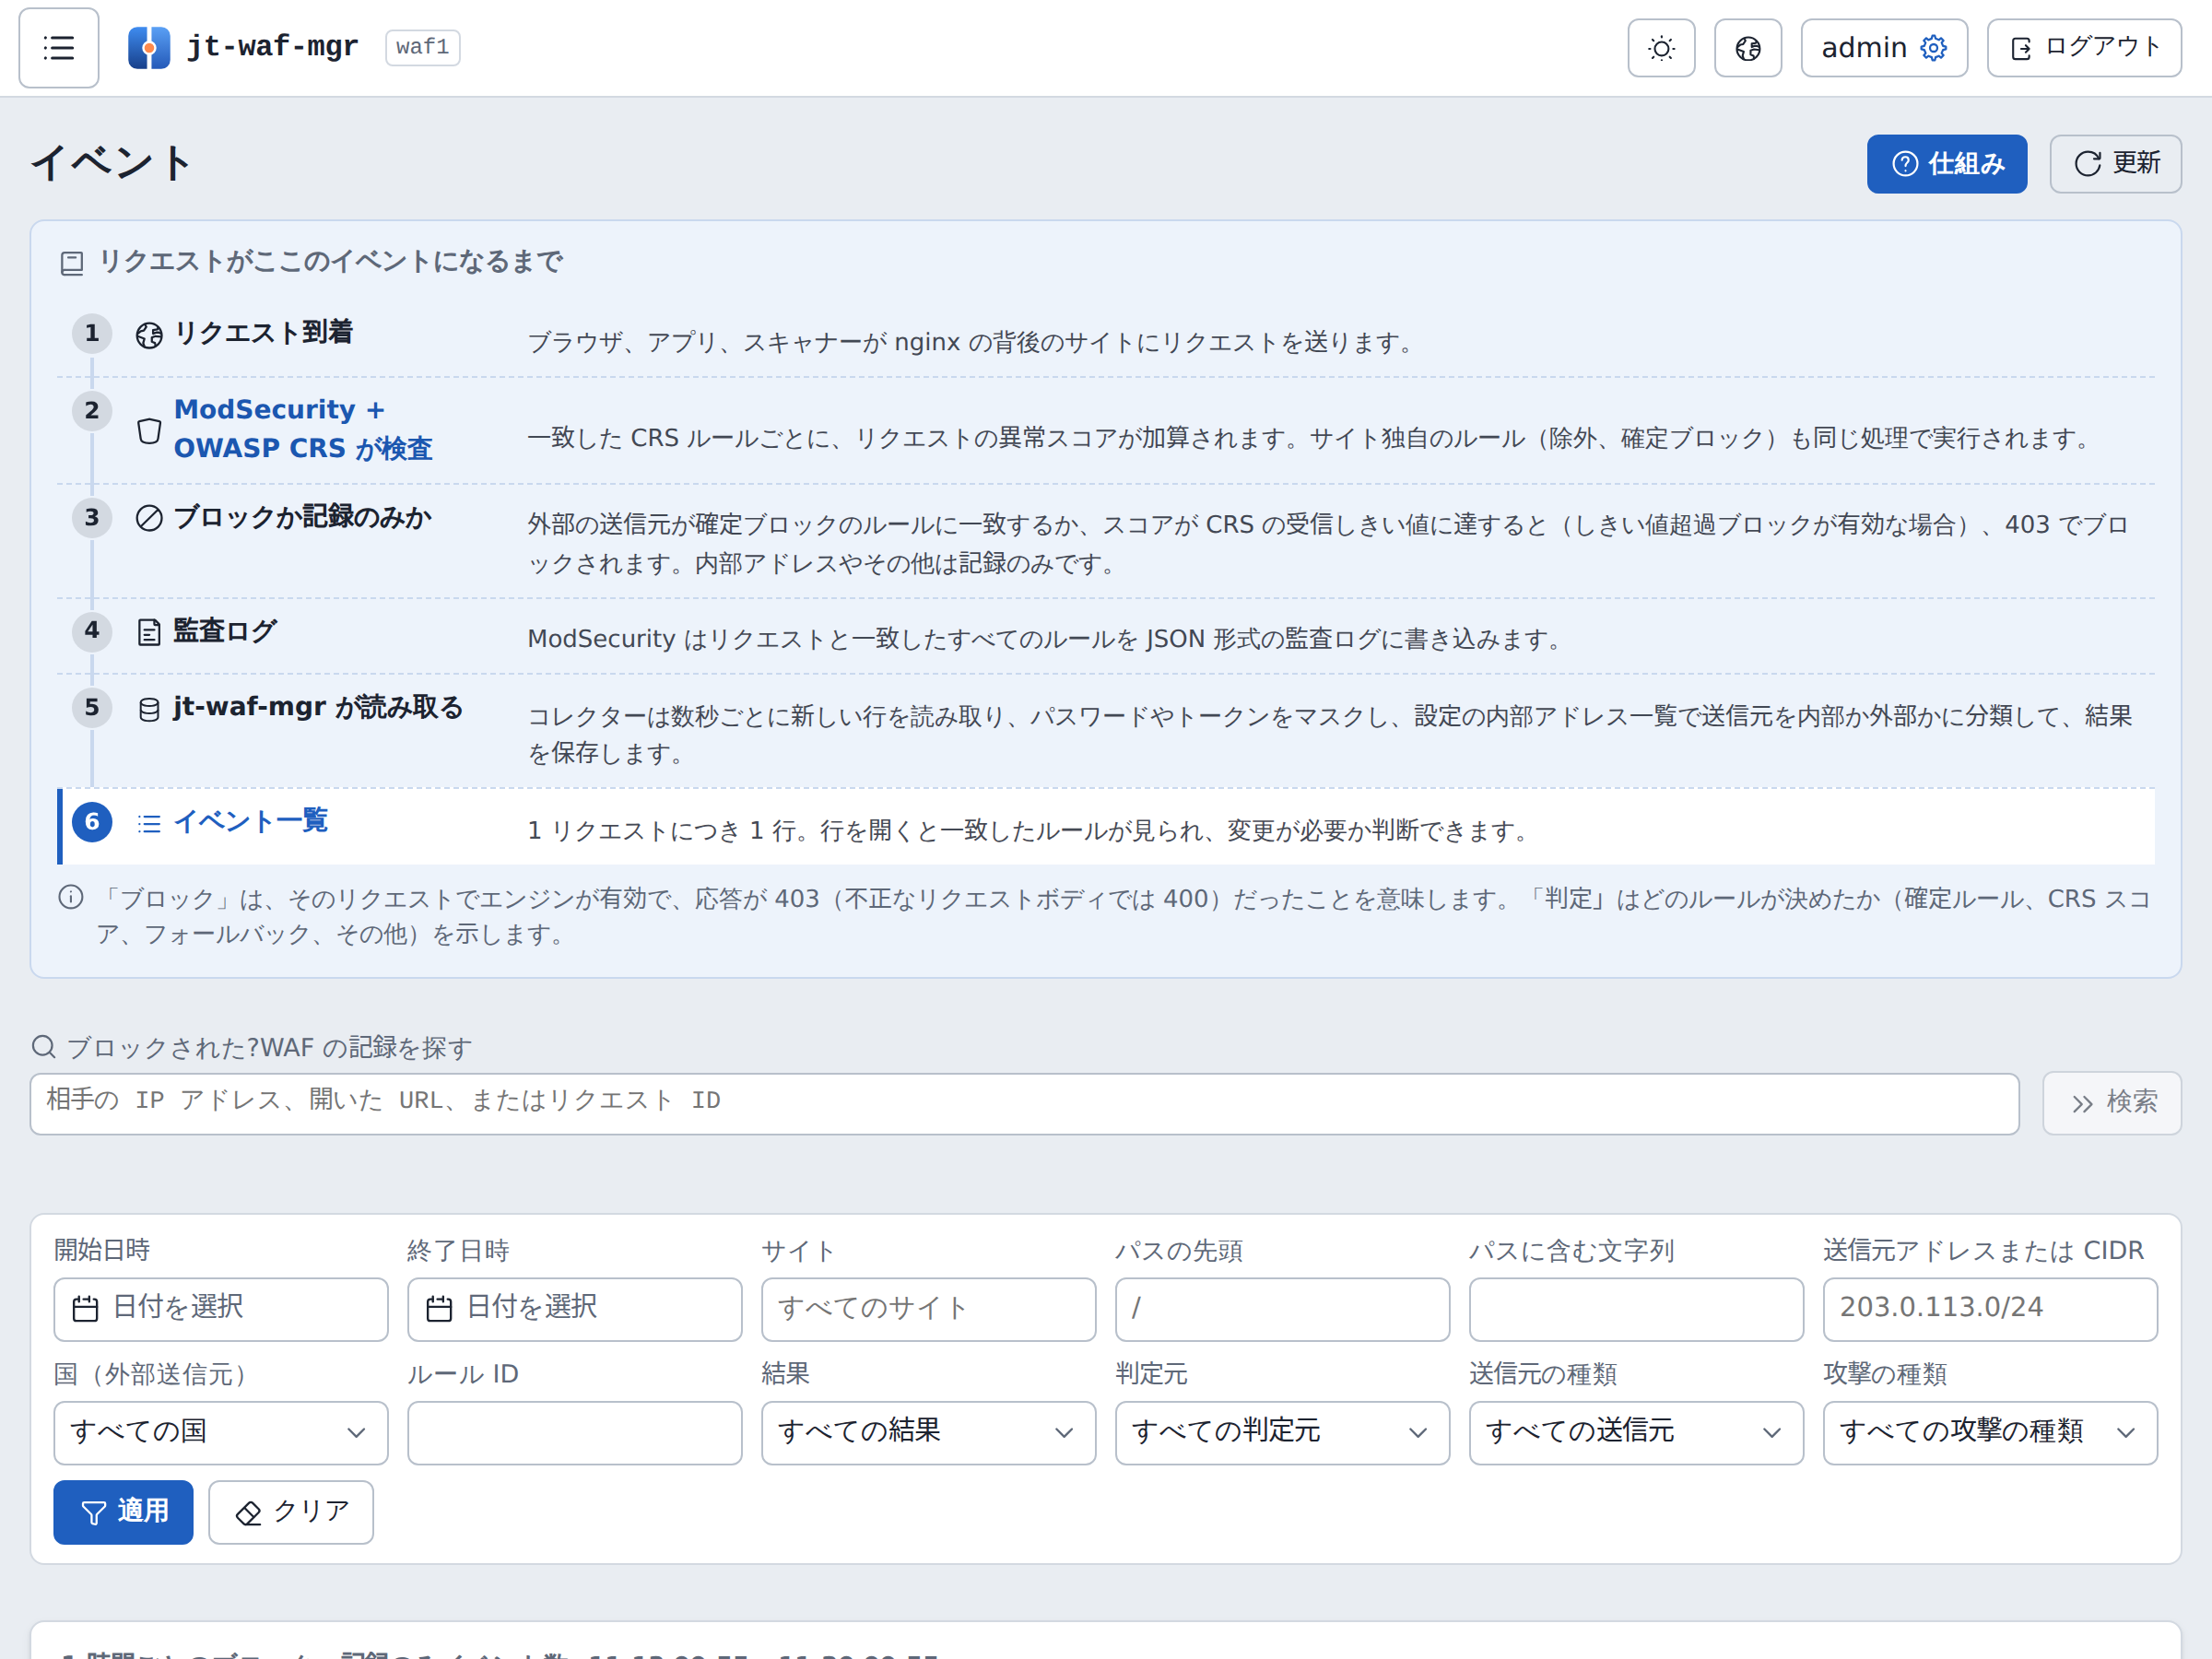 jt-waf-mgr waf1 admin ログアウト
イベント 仕組み 更新
リクエストがここのイベントになるまで
1 リクエスト到着 ブラウザ、アプリ、スキャナーが nginx の背後のサイトにリクエストを送ります。
2 ModSecurity +
OWASP CRS が検査 一致した CRS ルールごとに、リクエストの異常スコアが加算されます。サイト独自のルール（除外、確定ブロック）も同じ処理で実行されます。
3 ブロックか記録のみか 外部の送信元が確定ブロックのルールに一致するか、スコアが CRS の受信しきい値に達すると（しきい値超過ブロックが有効な場合）、403 でブロ
ックされます。内部アドレスやその他は記録のみです。
4 監査ログ ModSecurity はリクエストと一致したすべてのルールを JSON 形式の監査ログに書き込みます。
5 jt-waf-mgr が読み取る コレクターは数秒ごとに新しい行を読み取り、パスワードやトークンをマスクし、設定の内部アドレス一覧で送信元を内部か外部かに分類して、結果
を保存します。
6 イベント一覧 1 リクエストにつき 1 行。行を開くと一致したルールが見られ、変更が必要か判断できます。
「ブロック」は、そのリクエストでエンジンが有効で、応答が 403（不正なリクエストボディでは 400）だったことを意味します。「判定」はどのルールが決めたか（確定ルール、CRS スコ
ア、フォールバック、その他）を示します。
ブロックされた?WAF の記録を探す
相手の IP アドレス、開いた URL、またはリクエスト ID 検索
開始日時 終了日時 サイト パスの先頭 パスに含む文字列 送信元アドレスまたは CIDR
日付を選択 日付を選択 すべてのサイト / 203.0.113.0/24
国（外部送信元） ルール ID 結果 判定元 送信元の種類 攻撃の種類
すべての国 すべての結果 すべての判定元 すべての送信元 すべての攻撃の種類
適用 クリア